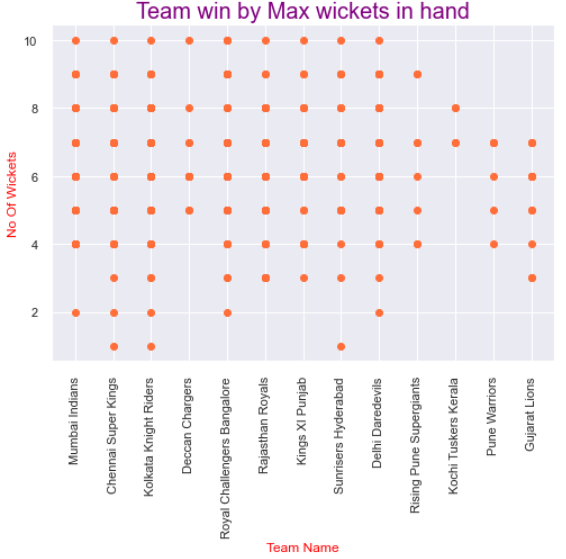 Team win by Max wickets in hand
10
8
6
4
2
No Of Wickets
Mumbai Indians
Chennai Super Kings
Kolkata Knight Riders
Deccan Chargers
Royal Challengers Bangalore
Rajasthan Royals
Kings XI Punjab
Sunrisers Hyderabad
Delhi Daredevils
Rising Pune Supergiants
Kochi Tuskers Kerala
Pune Warriors
Gujarat Lions
Team Name